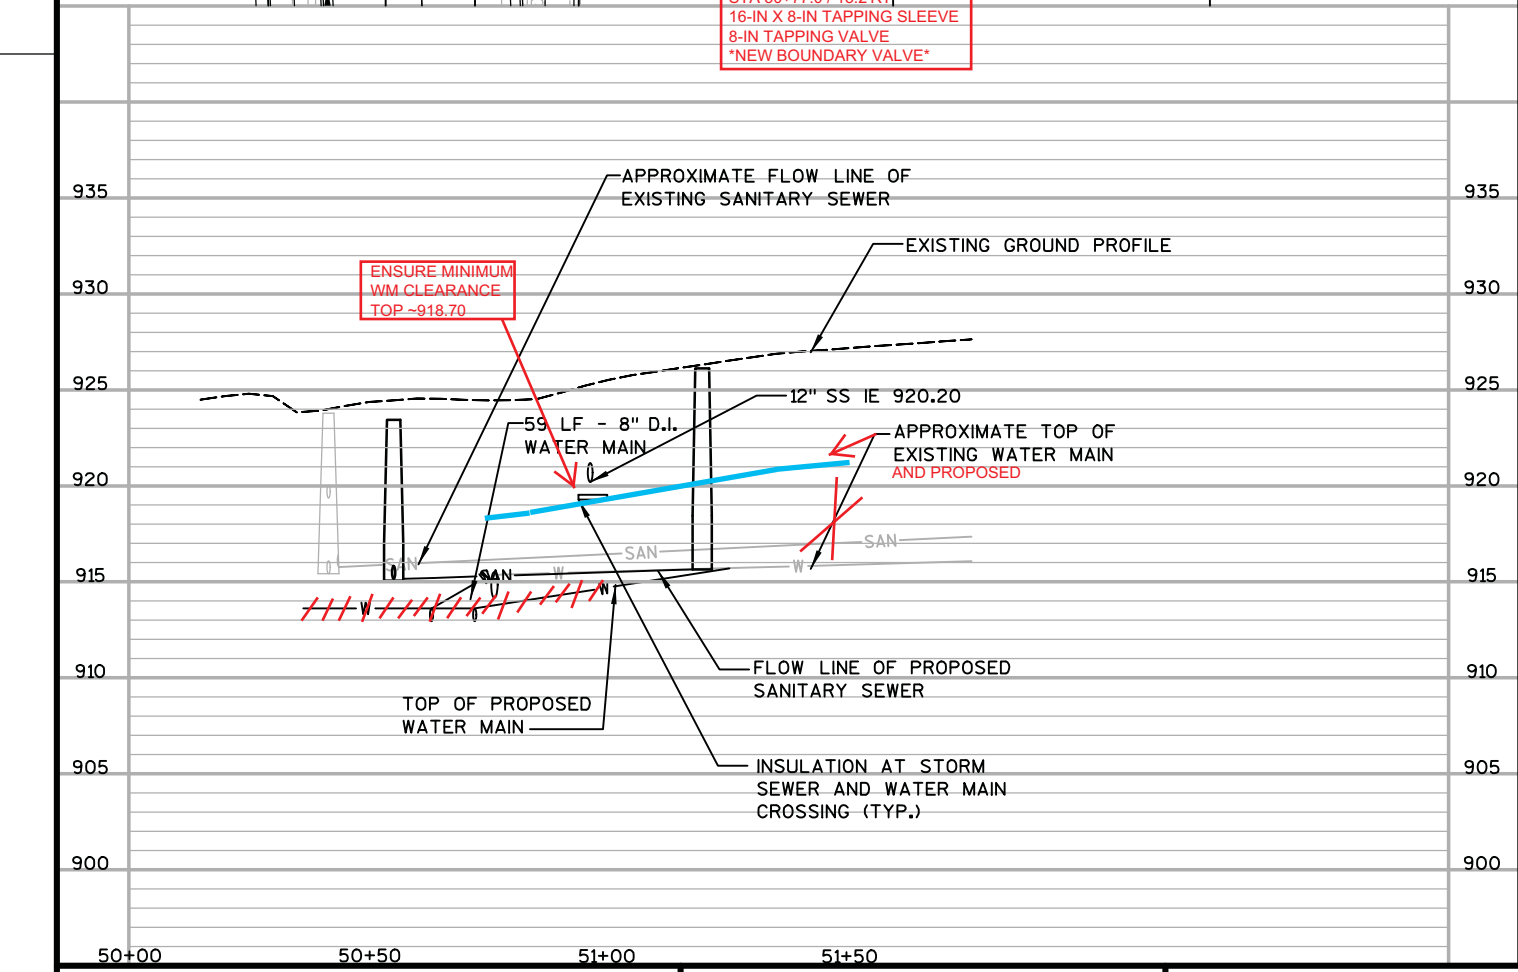 16-IN X 8-IN TAPPING SLEEVE
8-IN TAPPING VALVE
*NEW BOUNDARY VALVE*
APPROXIMATE FLOW LINE OF
EXISTING SANITARY SEWER
935
935
EXISTING GROUND PROFILE
ENSURE MINIMUM
WM CLEARANCE
TOP ~918.70
930
930
925
925
12" SS IE 920.20
59 LF - 8" D.I.
WATER MAIN
APPROXIMATE TOP OF
EXISTING WATER MAIN
AND PROPOSED
920
920
SAN
SAN
SAN
W
W
SAN
915
915
W
W
FLOW LINE OF PROPOSED
SANITARY SEWER
910
910
TOP OF PROPOSED
WATER MAIN
INSULATION AT STORM
SEWER AND WATER MAIN
CROSSING (TYP.)
905
905
900
900
50+00
50+50
51+00
51+50